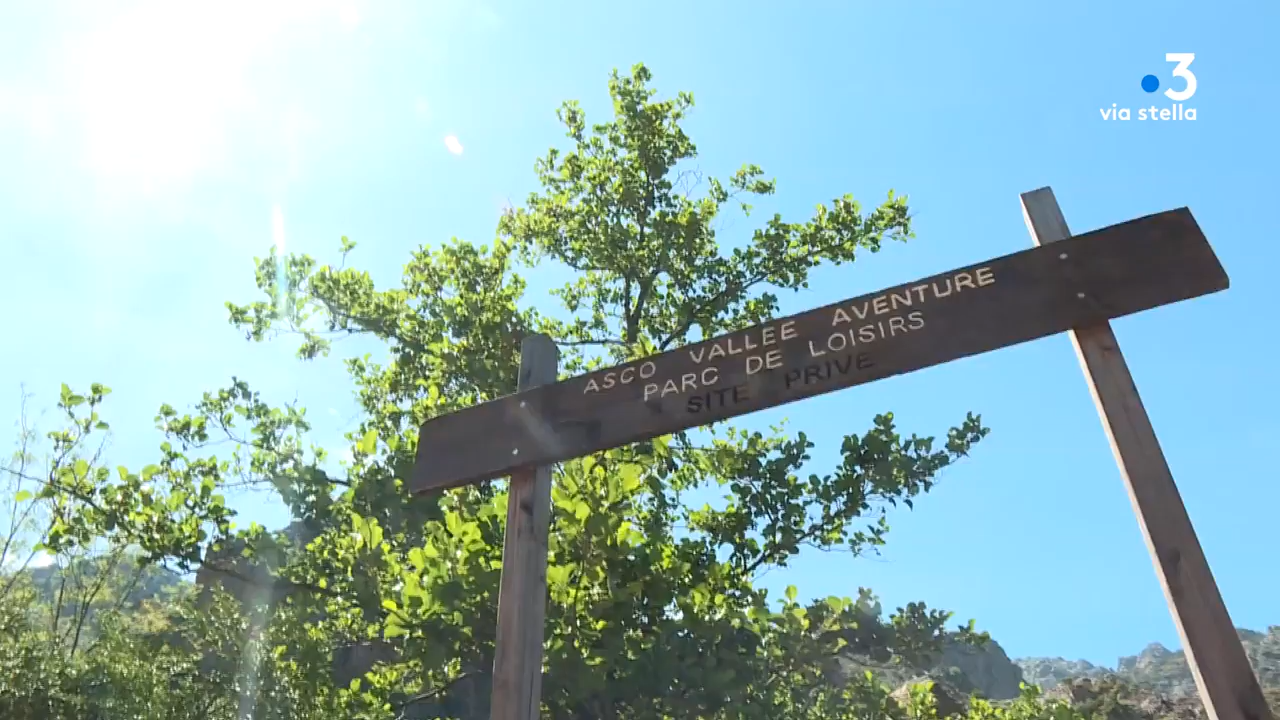 3
via stella
ASCO VALLEE AVENTURE
PARC DE LOISIRS
SITE PRIVE